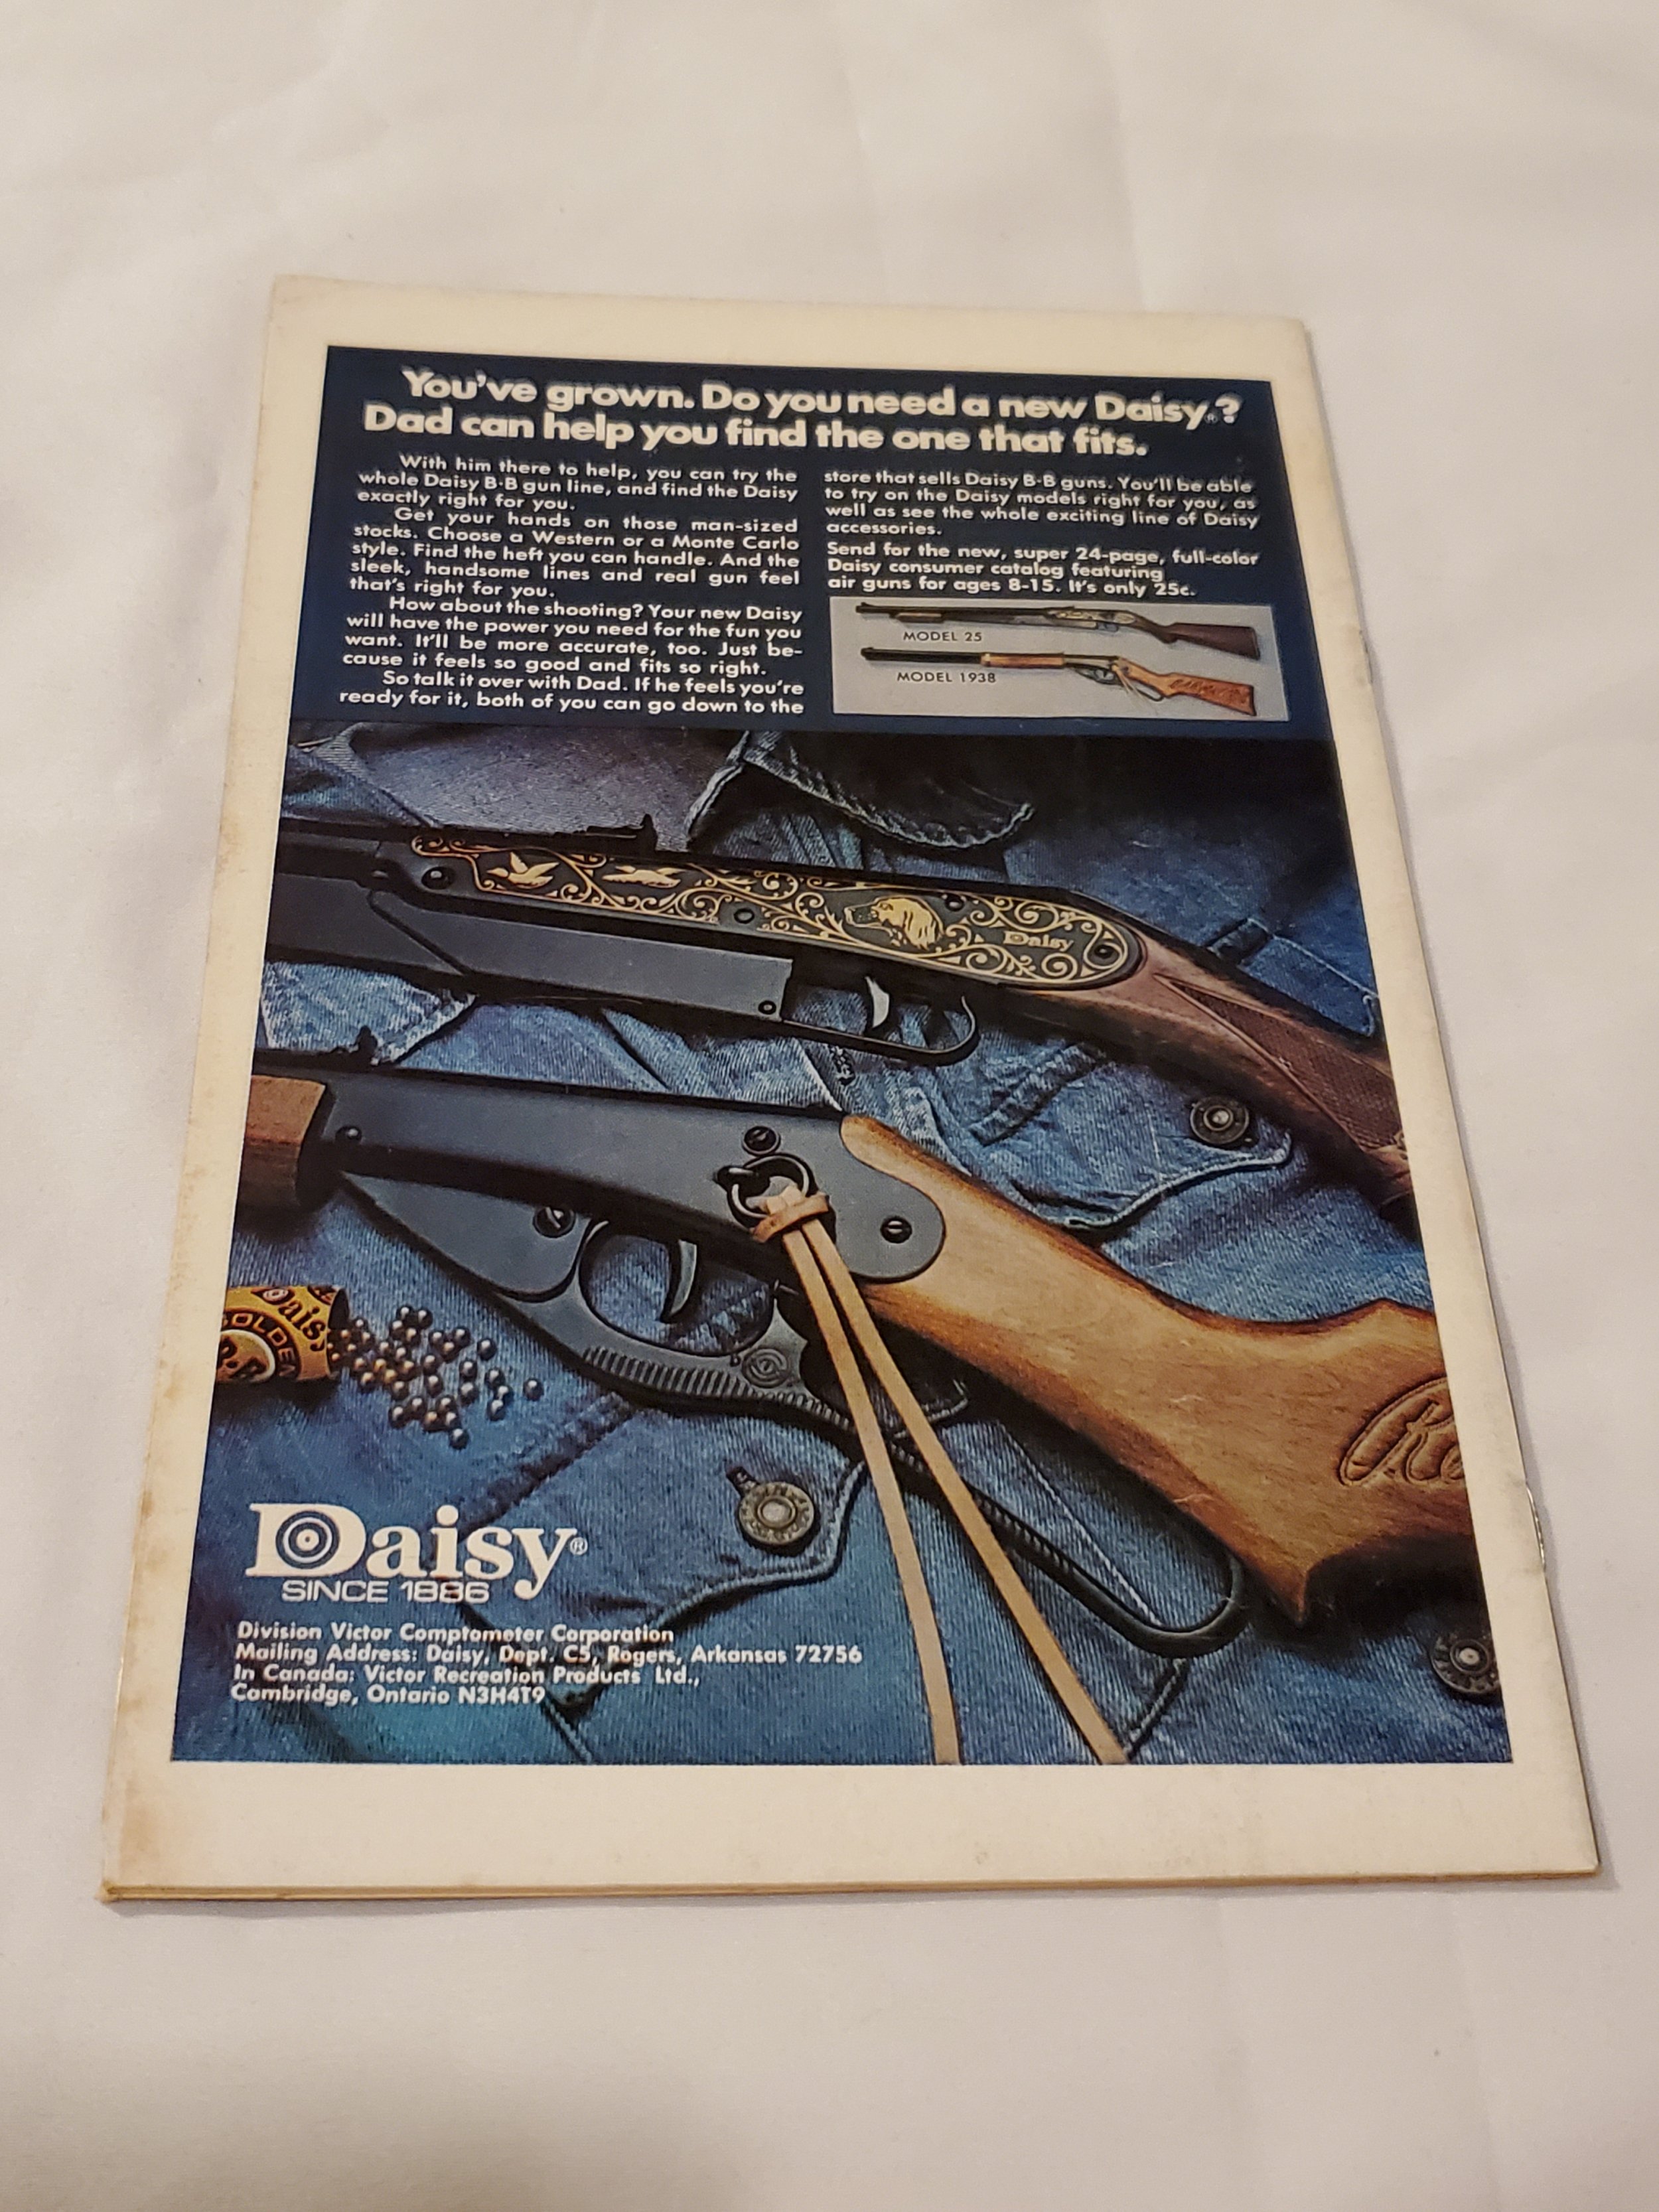 You've grown. Do you need a new Daisy®?
Dad can help you find the one that fits.
With him there to help, you can try the
whole Daisy B·B gun line, and find the Daisy
exactly right for you.
Get your hands on those man-sized
stocks. Choose a Western or a Monte Carlo
style. Find the heft you can handle. And the
sleek, handsome lines and real gun feel
that's right for you.
How about the shooting? Your new Daisy
will have the power you need for the fun you
want. It'll be more accurate, too. Just be-
cause it feels so good and fits so right.
So talk it over with Dad. If he feels you're
ready for it, both of you can go down to the
store that sells Daisy B·B guns. You'll be able
to try on the Daisy models right for you, as
well as see the whole exciting line of Daisy
accessories.
Send for the new, super 24-page, full-color
Daisy consumer catalog featuring
air guns for ages 8-15. It's only 25c.
MODEL 25
MODEL 1938
Daisy
Daisy
Daisy®
SINCE 1886
Division Victor Comptometer Corporation
Mailing Address: Daisy, Dept. C5, Rogers, Arkansas 72756
In Canada: Victor Recreation Products Ltd.,
Cambridge, Ontario N3H4T9